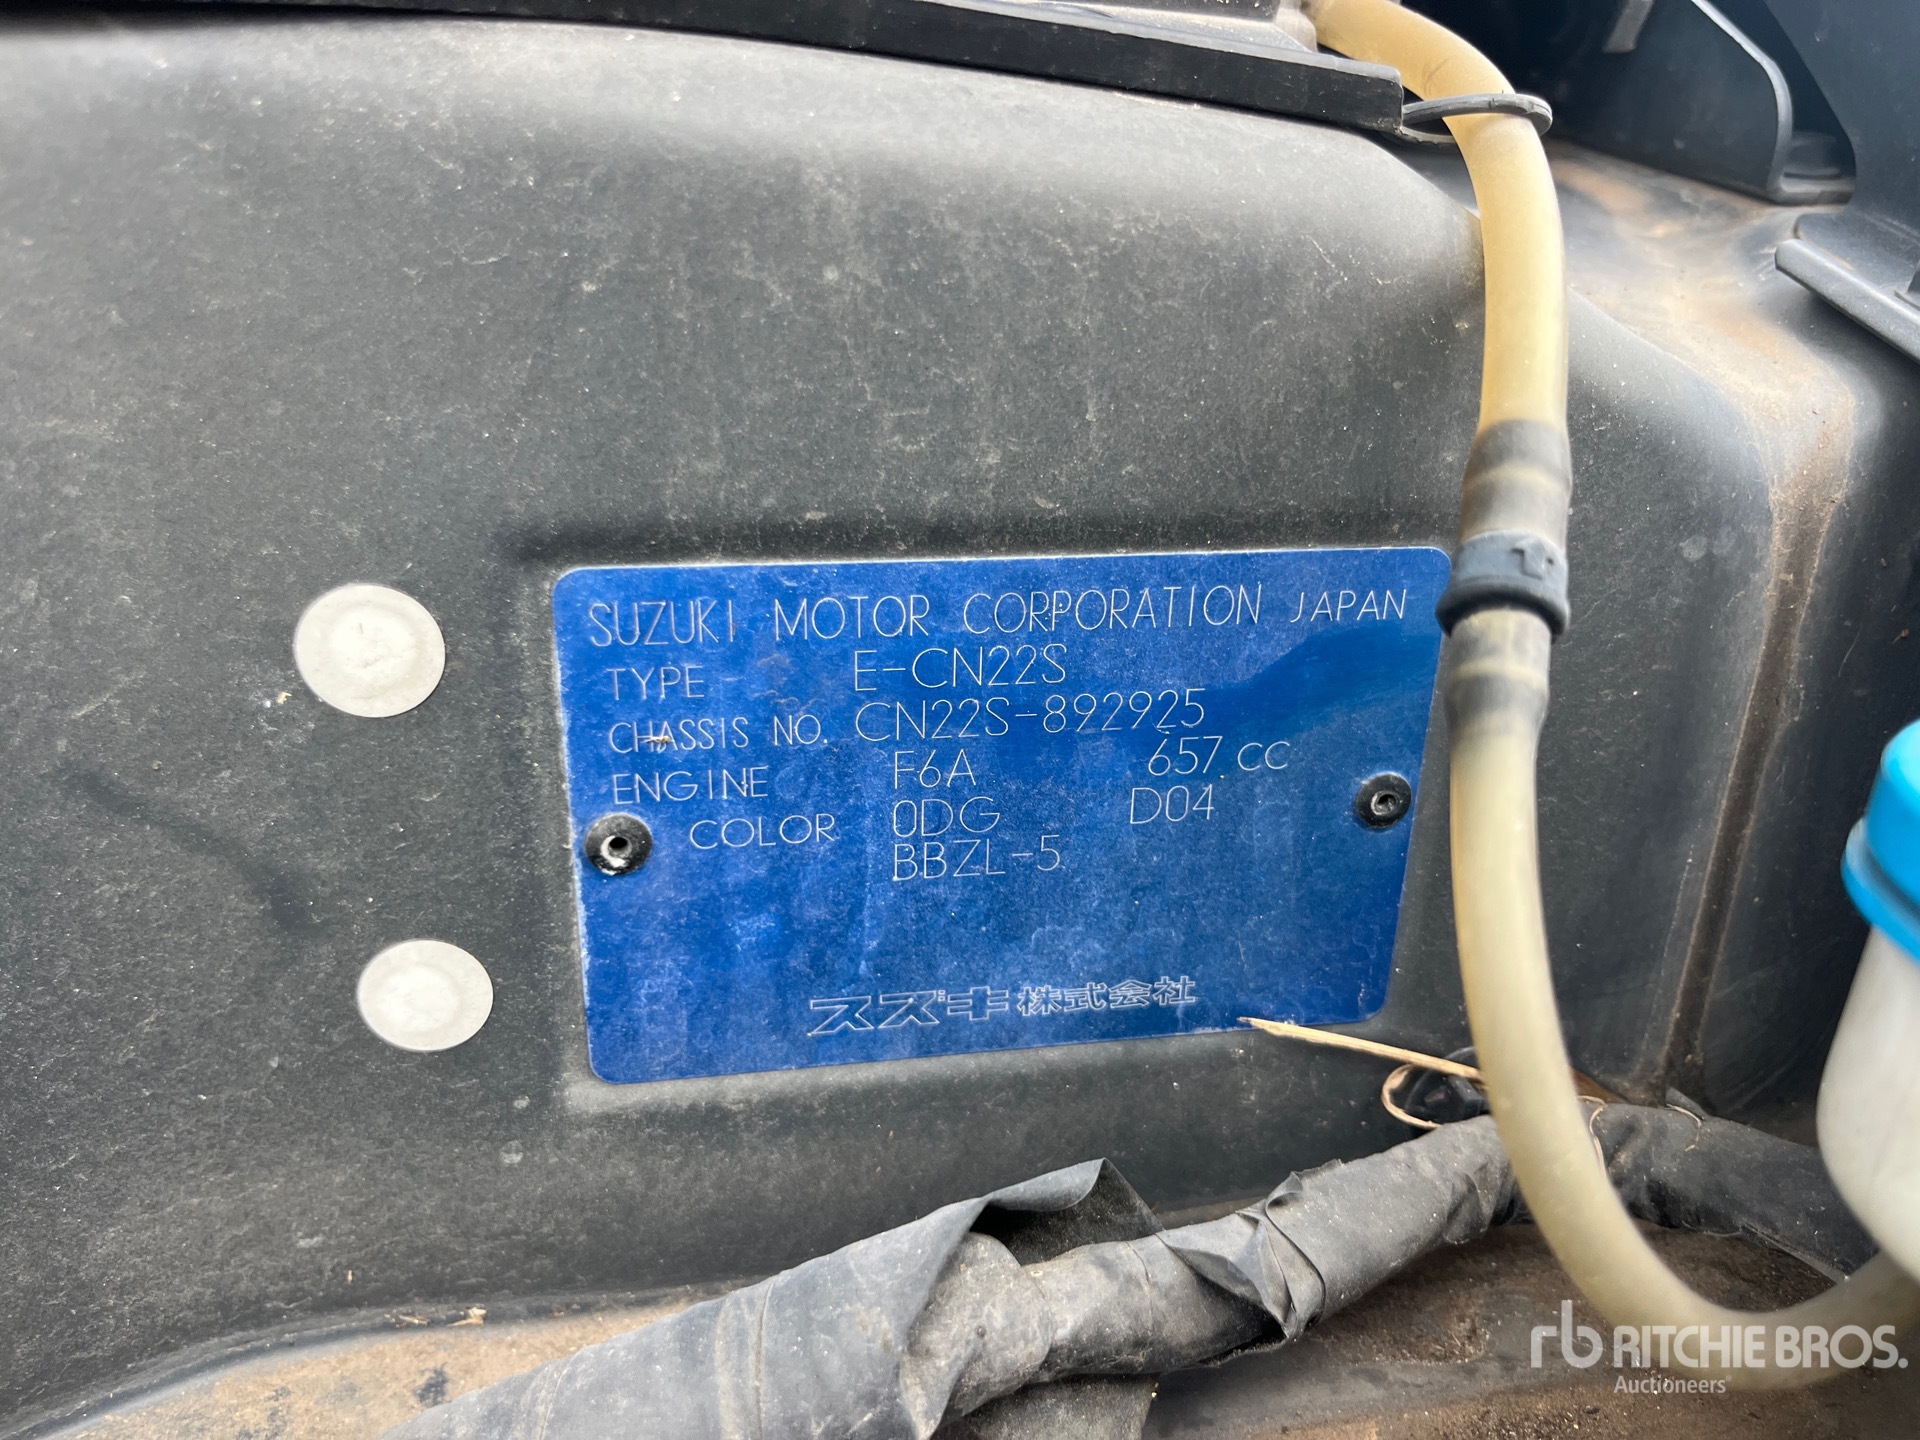 SUZUKI MOTOR CORPORATION JAPAN
TYPE E-CN22S
CHASSIS NO. CN22S-892925
ENGINE F6A 657 cc
COLOR 0DG D04
BBZL-5
スズキ株式会社
rb RITCHIE BROS.
Auctioneers